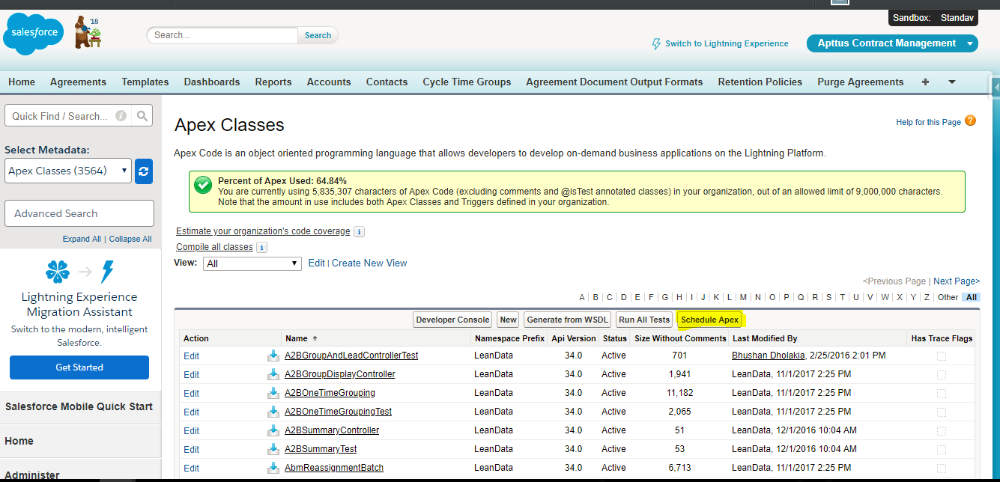 Sandbox: Standav
salesforce
'18
Search...
Search
Switch to Lightning Experience
Apttus Contract Management
Home Agreements Templates Dashboards Reports Accounts Contacts Cycle Time Groups Agreement Document Output Formats Retention Policies Purge Agreements +
Quick Find / Search...
Select Metadata:
Apex Classes (3564)
Advanced Search
Expand All | Collapse All
Lightning Experience
Migration Assistant
Switch to the modern, intelligent
Salesforce.
Get Started
Salesforce Mobile Quick Start
Home
Administer
Apex Classes
Help for this Page ?
Apex Code is an object oriented programming language that allows developers to develop on-demand business applications on the Lightning Platform.
Percent of Apex Used: 64.84%
You are currently using 5,835,307 characters of Apex Code (excluding comments and @isTest annotated classes) in your organization, out of an allowed limit of 9,000,000 characters.
Note that the amount in use includes both Apex Classes and Triggers defined in your organization.
Estimate your organization's code coverage i
Compile all classes i
View: All Edit | Create New View
<Previous Page | Next Page>
A | B | C | D | E | F | G | H | I | J | K | L | M | N | O | P | Q | R | S | T | U | V | W | X | Y | Z | Other All
Developer Console New Generate from WSDL Run All Tests Schedule Apex
Action Name ↑ Namespace Prefix Api Version Status Size Without Comments Last Modified By Has Trace Flags
Edit A2BGroupAndLeadControllerTest LeanData 34.0 Active 701 Bhushan Dholakia, 2/25/2016 2:01 PM
Edit A2BGroupDisplayController LeanData 34.0 Active 1,941 LeanData, 11/1/2017 2:25 PM
Edit A2BOneTimeGrouping LeanData 34.0 Active 11,182 LeanData, 11/1/2017 2:25 PM
Edit A2BOneTimeGroupingTest LeanData 34.0 Active 2,065 LeanData, 11/1/2017 2:25 PM
Edit A2BSummaryController LeanData 34.0 Active 51 LeanData, 12/1/2016 10:04 AM
Edit A2BSummaryTest LeanData 34.0 Active 53 LeanData, 12/1/2016 10:04 AM
Edit AbmReassignmentBatch LeanData 34.0 Active 6,713 LeanData, 11/1/2017 2:25 PM